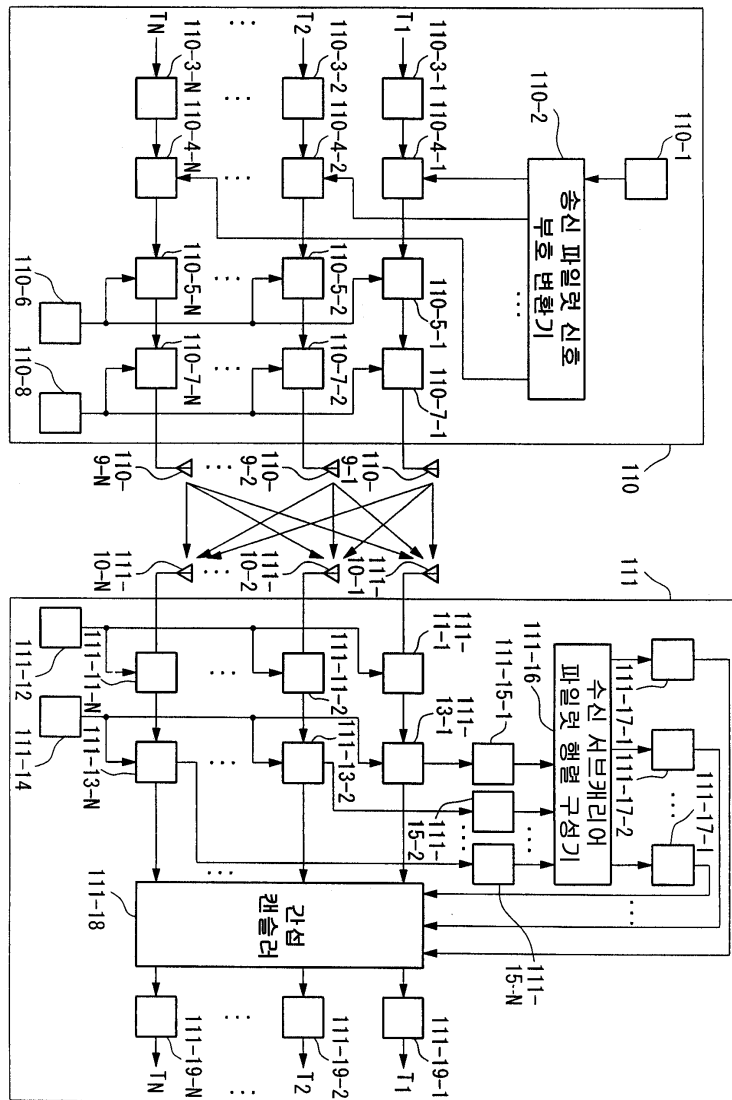 110-1
110-2
송신 파일럿 신호
부호 변환기
T1
110-3-1
110-4-1
110-5-1
110-7-1
110-
9-1
T2
110-3-2
110-4-2
110-5-2
110-7-2
110-
9-2
TN
110-3-N
110-4-N
110-5-N
110-7-N
110-
9-N
110-6
110-8
110
111
111-
10-1
111-
10-2
111-
10-N
111-
11-1
111-11-2
111-11-N
111-12
111-
13-1
111-13-2
111-13-N
111-14
111-15-1
111-
15-2
111-
15-N
111-16
수신 서브캐리어
파일럿 행렬 구성기
111-17-1
111-17-2
111-17-1
간섭
캔슬러
111-18
111-19-1
T1
111-19-2
T2
111-19-N
TN